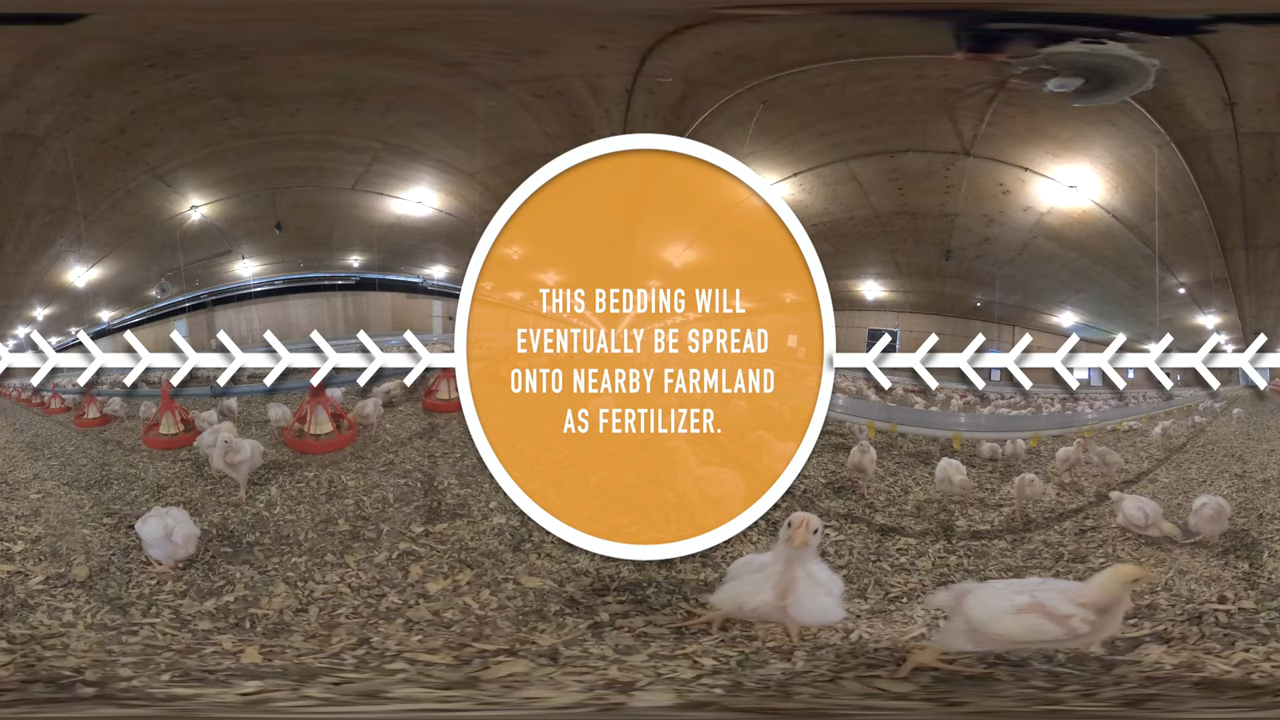 THIS BEDDING WILL
EVENTUALLY BE SPREAD
ONTO NEARBY FARMLAND
AS FERTILIZER.